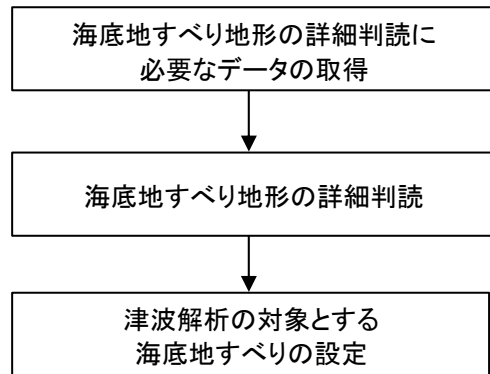 海底地すべり地形の詳細判読に
必要なデータの取得
海底地すべり地形の詳細判読
津波解析の対象とする
海底地すべりの設定